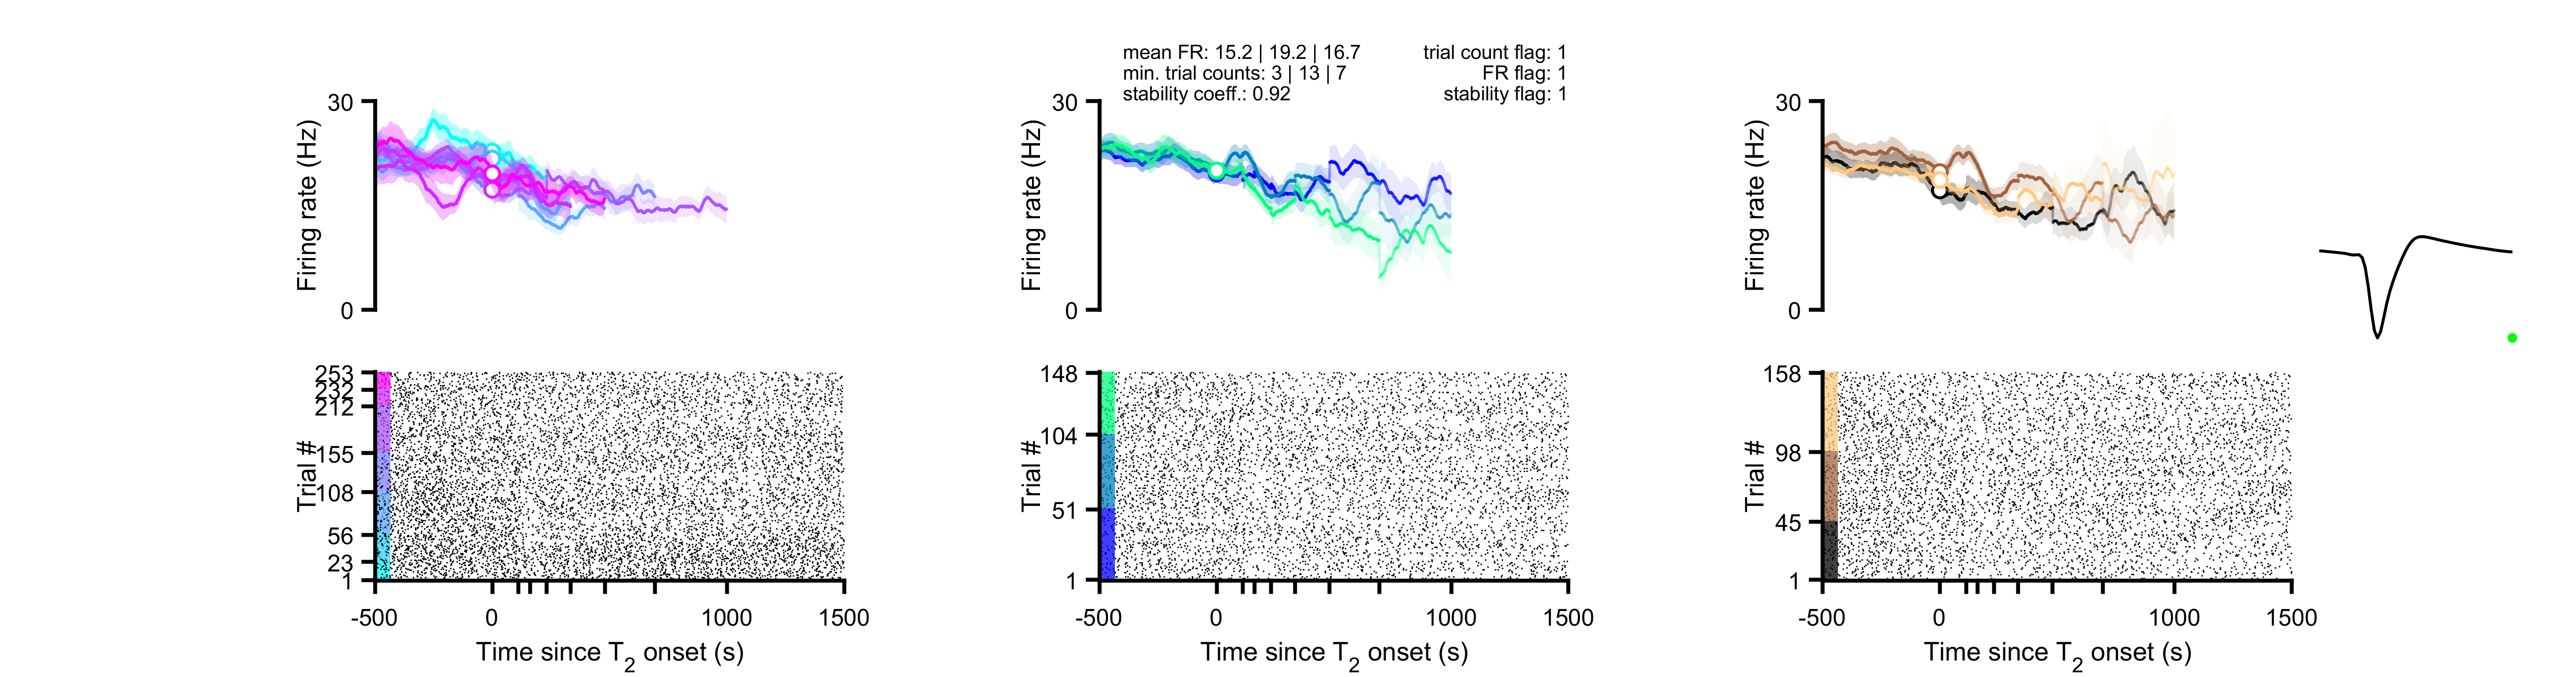 mean FR: 15.2 | 19.2 | 16.7
trial count flag: 1
min. trial counts: 3 | 13 | 7
FR flag: 1
stability coeff.: 0.92
stability flag: 1
30
Firing rate (Hz)
0
30
Firing rate (Hz)
0
30
Firing rate (Hz)
0
253
232
212
155
108
56
23
1
Trial #
-500
0
1000
1500
Time since T2 onset (s)
148
104
51
1
Trial #
-500
0
1000
1500
Time since T2 onset (s)
158
98
45
1
Trial #
-500
0
1000
1500
Time since T2 onset (s)